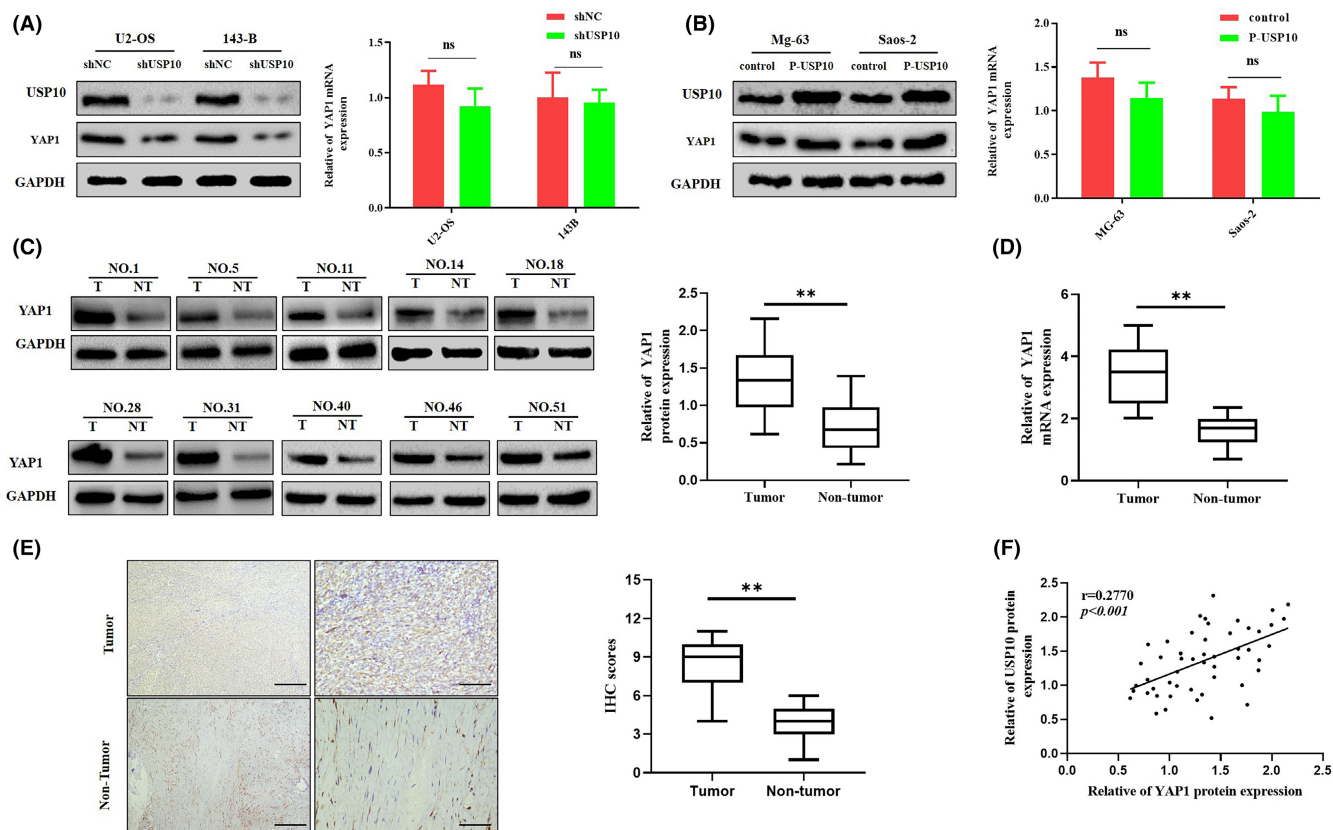 (A)
U2-OS 143-B
shNC shUSP10 shNC shUSP10
USP10
YAP1
GAPDH
Relative of YAP1 mRNA
expression
1.5
1.0
0.5
0.0
shNC
shUSP10
ns
ns
U2-OS
143B
(B)
Mg-63 Saos-2
control P-USP10 control P-USP10
USP10
YAP1
GAPDH
Relative of YAP1 mRNA
expression
2.0
1.5
1.0
0.5
0.0
control
P-USP10
ns
ns
MG-63
Saos-2
(C)
NO.1 NO.5 NO.11 NO.14 NO.18
T NT T NT T NT T NT T NT
YAP1
GAPDH
NO.28 NO.31 NO.40 NO.46 NO.51
T NT T NT T NT T NT T NT
YAP1
GAPDH
Relative of YAP1
protein expression
2.5
2.0
1.5
1.0
0.5
0.0
**
Tumor Non-tumor
(D)
Relative of YAP1
mRNA expression
6
4
2
0
**
Tumor Non-tumor
(E)
Tumor
Non-Tumor
IHC scores
15
12
9
6
3
0
**
Tumor Non-tumor
(F)
Relative of USP10 protein
expression
2.5
2.0
1.5
1.0
0.5
0.0
r=0.2770
p<0.001
0.0 0.5 1.0 1.5 2.0 2.5
Relative of YAP1 protein expression